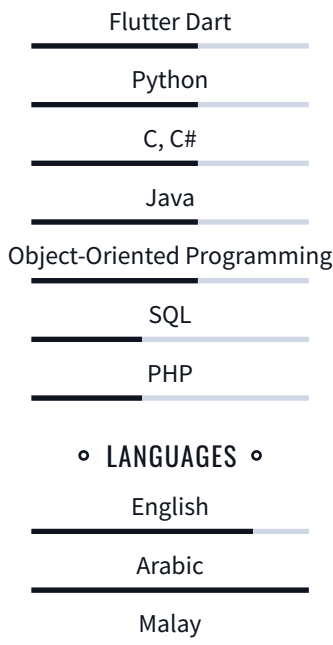 Flutter Dart
Python
C, C#
Java
Object-Oriented Programming
SQL
PHP
LANGUAGES
English
Arabic
Malay